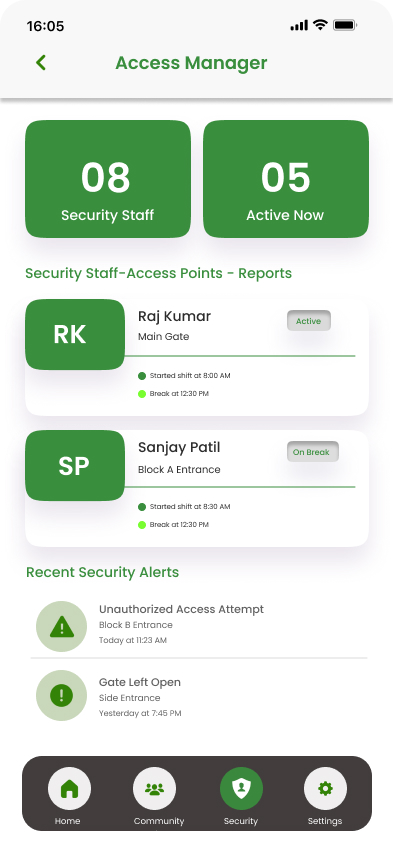 16:05
Access Manager
08
Security Staff
05
Active Now
Security Staff-Access Points - Reports
RK
Raj Kumar
Main Gate
Active
Started shift at 8:00 AM
Break at 12:30 PM
SP
Sanjay Patil
Block A Entrance
On Break
Started shift at 8:30 AM
Break at 12:30 PM
Recent Security Alerts
Unauthorized Access Attempt
Block B Entrance
Today at 11:23 AM
Gate Left Open
Side Entrance
Yesterday at 7:45 PM
Home
Community
Security
Settings